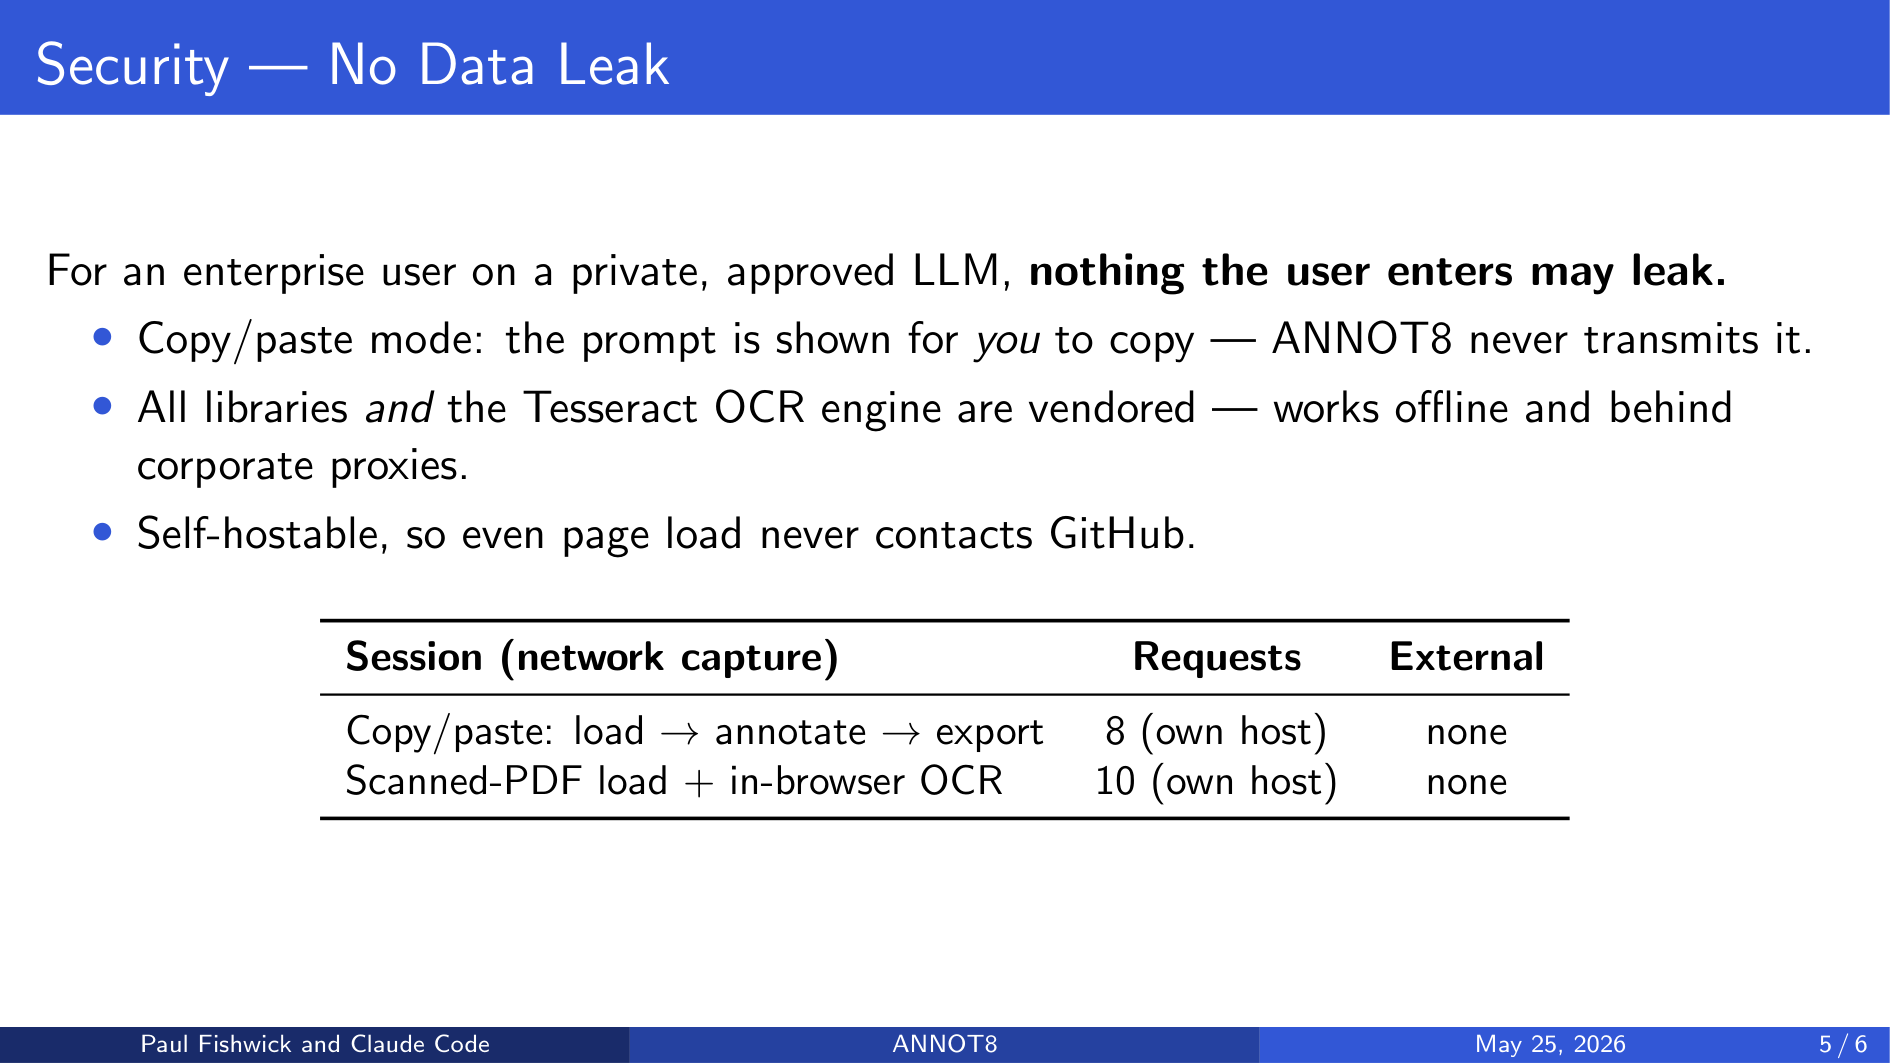 Security — No Data Leak
For an enterprise user on a private, approved LLM, nothing the user enters may leak.
• Copy/paste mode: the prompt is shown for you to copy — ANNOT8 never transmits it.
• All libraries and the Tesseract OCR engine are vendored — works offline and behind
corporate proxies.
• Self-hostable, so even page load never contacts GitHub.
Session (network capture) Requests External
Copy/paste: load → annotate → export 8 (own host) none
Scanned-PDF load + in-browser OCR 10 (own host) none
Paul Fishwick and Claude Code ANNOT8 May 25, 2026 5 / 6